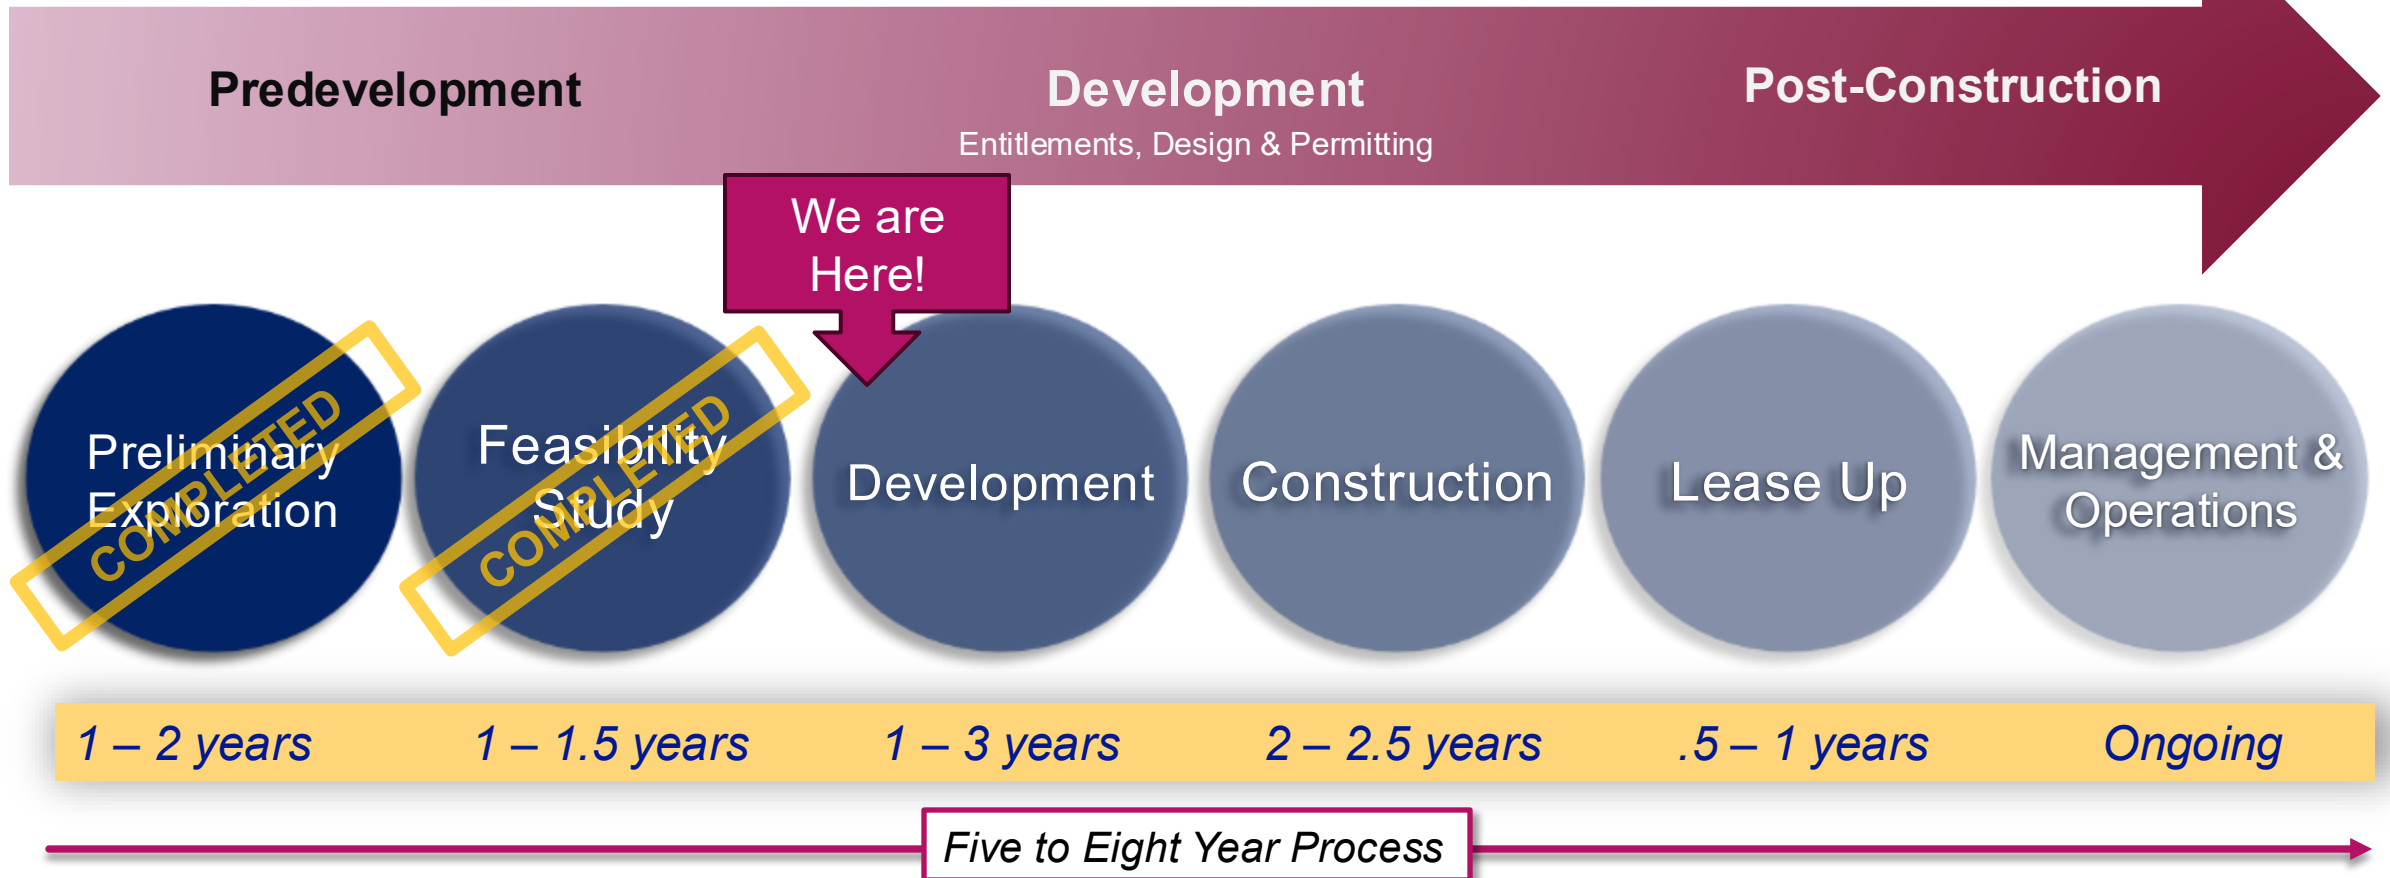 Predevelopment
Development
Entitlements, Design & Permitting
Post-Construction
We are
Here!
Preliminary
Exploration
COMPLETED
Feasibility
Study
COMPLETED
Development
Construction
Lease Up
Management &
Operations
1 – 2 years
1 – 1.5 years
1 – 3 years
2 – 2.5 years
.5 – 1 years
Ongoing
Five to Eight Year Process